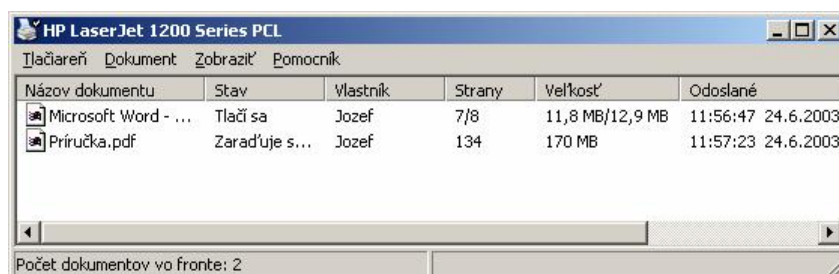 HP LaserJet 1200 Series PCL
Tlačiareň Dokument Zobraziť Pomocník
Názov dokumentu Stav Vlastník Strany Veľkosť Odoslané
Microsoft Word - ... Tlačí sa Jozef 7/8 11,8 MB/12,9 MB 11:56:47 24.6.2003
Príručka.pdf Zaraďuje s... Jozef 134 170 MB 11:57:23 24.6.2003
Počet dokumentov vo fronte: 2